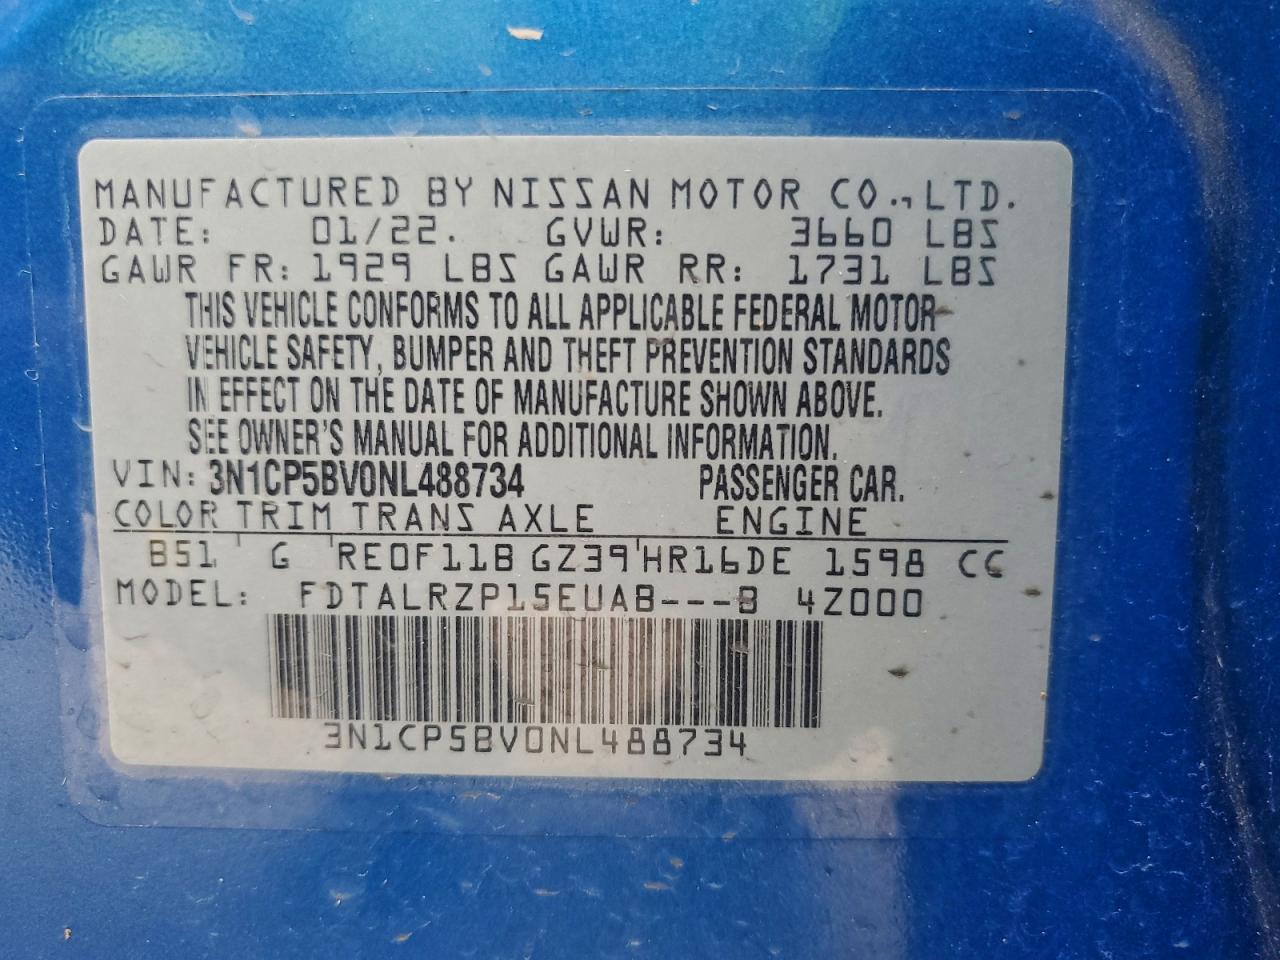 MANUFACTURED BY NISSAN MOTOR CO., LTD.
DATE: 01/22. GVWR: 3660 LBS
GAWR FR: 1929 LBS GAWR RR: 1731 LBS
THIS VEHICLE CONFORMS TO ALL APPLICABLE FEDERAL MOTOR
VEHICLE SAFETY, BUMPER AND THEFT PREVENTION STANDARDS
IN EFFECT ON THE DATE OF MANUFACTURE SHOWN ABOVE.
SEE OWNER'S MANUAL FOR ADDITIONAL INFORMATION.
VIN: 3N1CP5BV0NL488734 PASSENGER CAR.
COLOR TRIM TRANS AXLE ENGINE
B51 G RE0F11B GZ39 HR16DE 1598 CC
MODEL: FDTALRZP15EUAB---B 4Z000
3N1CP5BV0NL488734